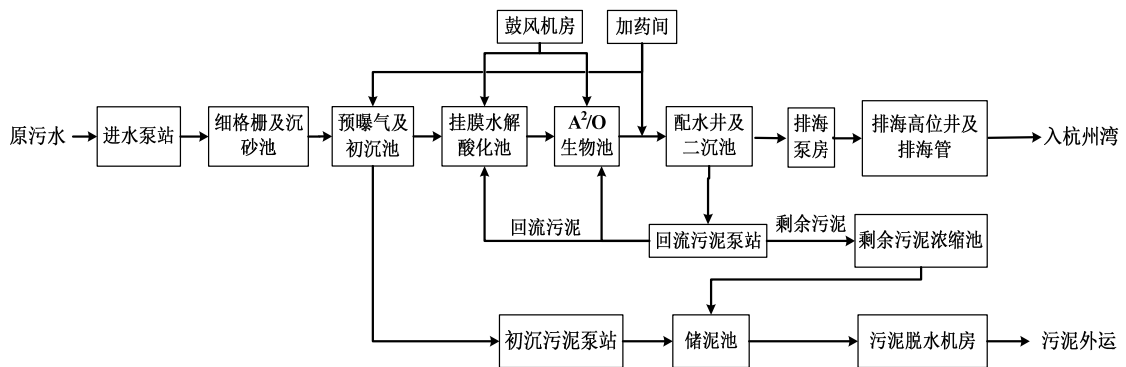 鼓风机房
加药间
原污水
进水泵站
细格栅及沉
砂池
预曝气及
初沉池
挂膜水解
酸化池
A²/O
生物池
配水井及
二沉池
排海
泵房
排海高位井及
排海管
入杭州湾
回流污泥
回流污泥泵站
剩余污泥
剩余污泥浓缩池
初沉污泥泵站
储泥池
污泥脱水机房
污泥外运